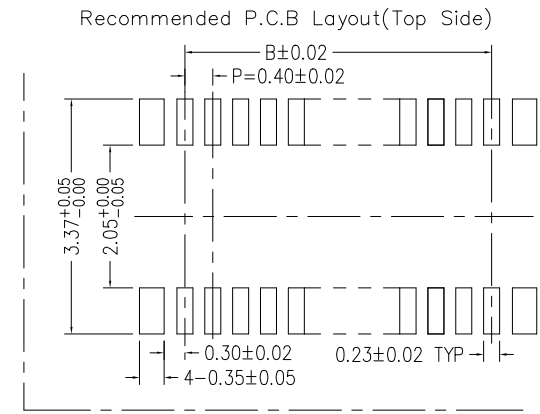 Recommended P.C.B Layout(Top Side)
B±0.02
P=0.40±0.02
3.37+0.05-0.00
2.05+0.00-0.05
0.30±0.02
0.23±0.02 TYP
4-0.35±0.05